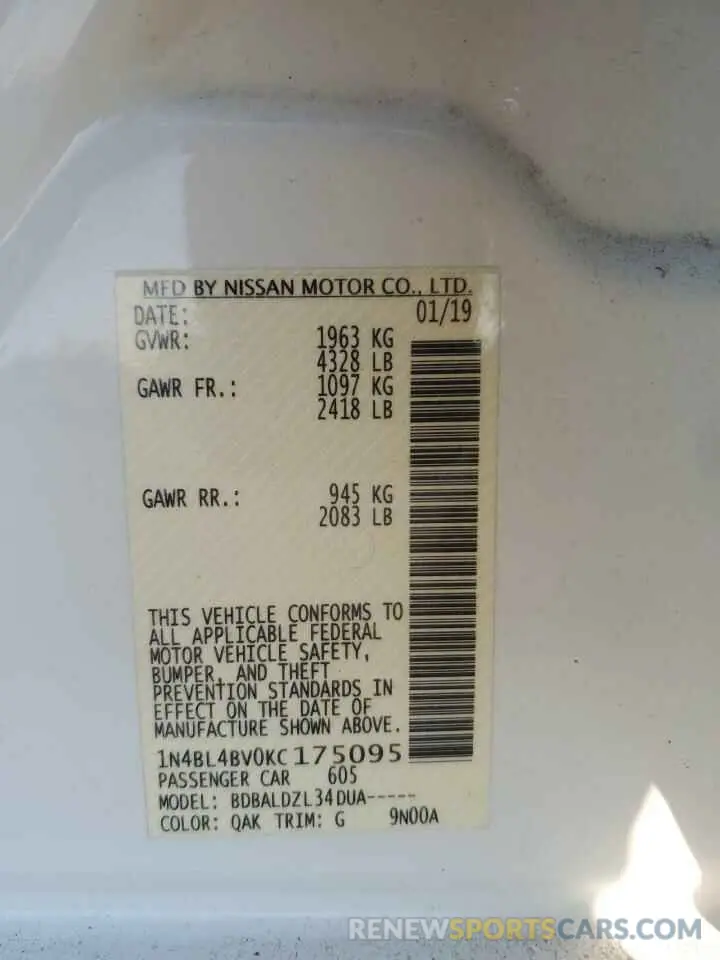 MFD BY NISSAN MOTOR CO., LTD.
DATE: 01/19
GVWR: 1963 KG
4328 LB
GAWR FR.: 1097 KG
2418 LB
GAWR RR.: 945 KG
2083 LB
THIS VEHICLE CONFORMS TO
ALL APPLICABLE FEDERAL
MOTOR VEHICLE SAFETY,
BUMPER, AND THEFT
PREVENTION STANDARDS IN
EFFECT ON THE DATE OF
MANUFACTURE SHOWN ABOVE.
1N4BL4BV0KC175095
PASSENGER CAR 605
MODEL: BDBALDZL34DUA-----
COLOR: QAK TRIM: G 9N00A
RENEWSPORTSCARS.COM